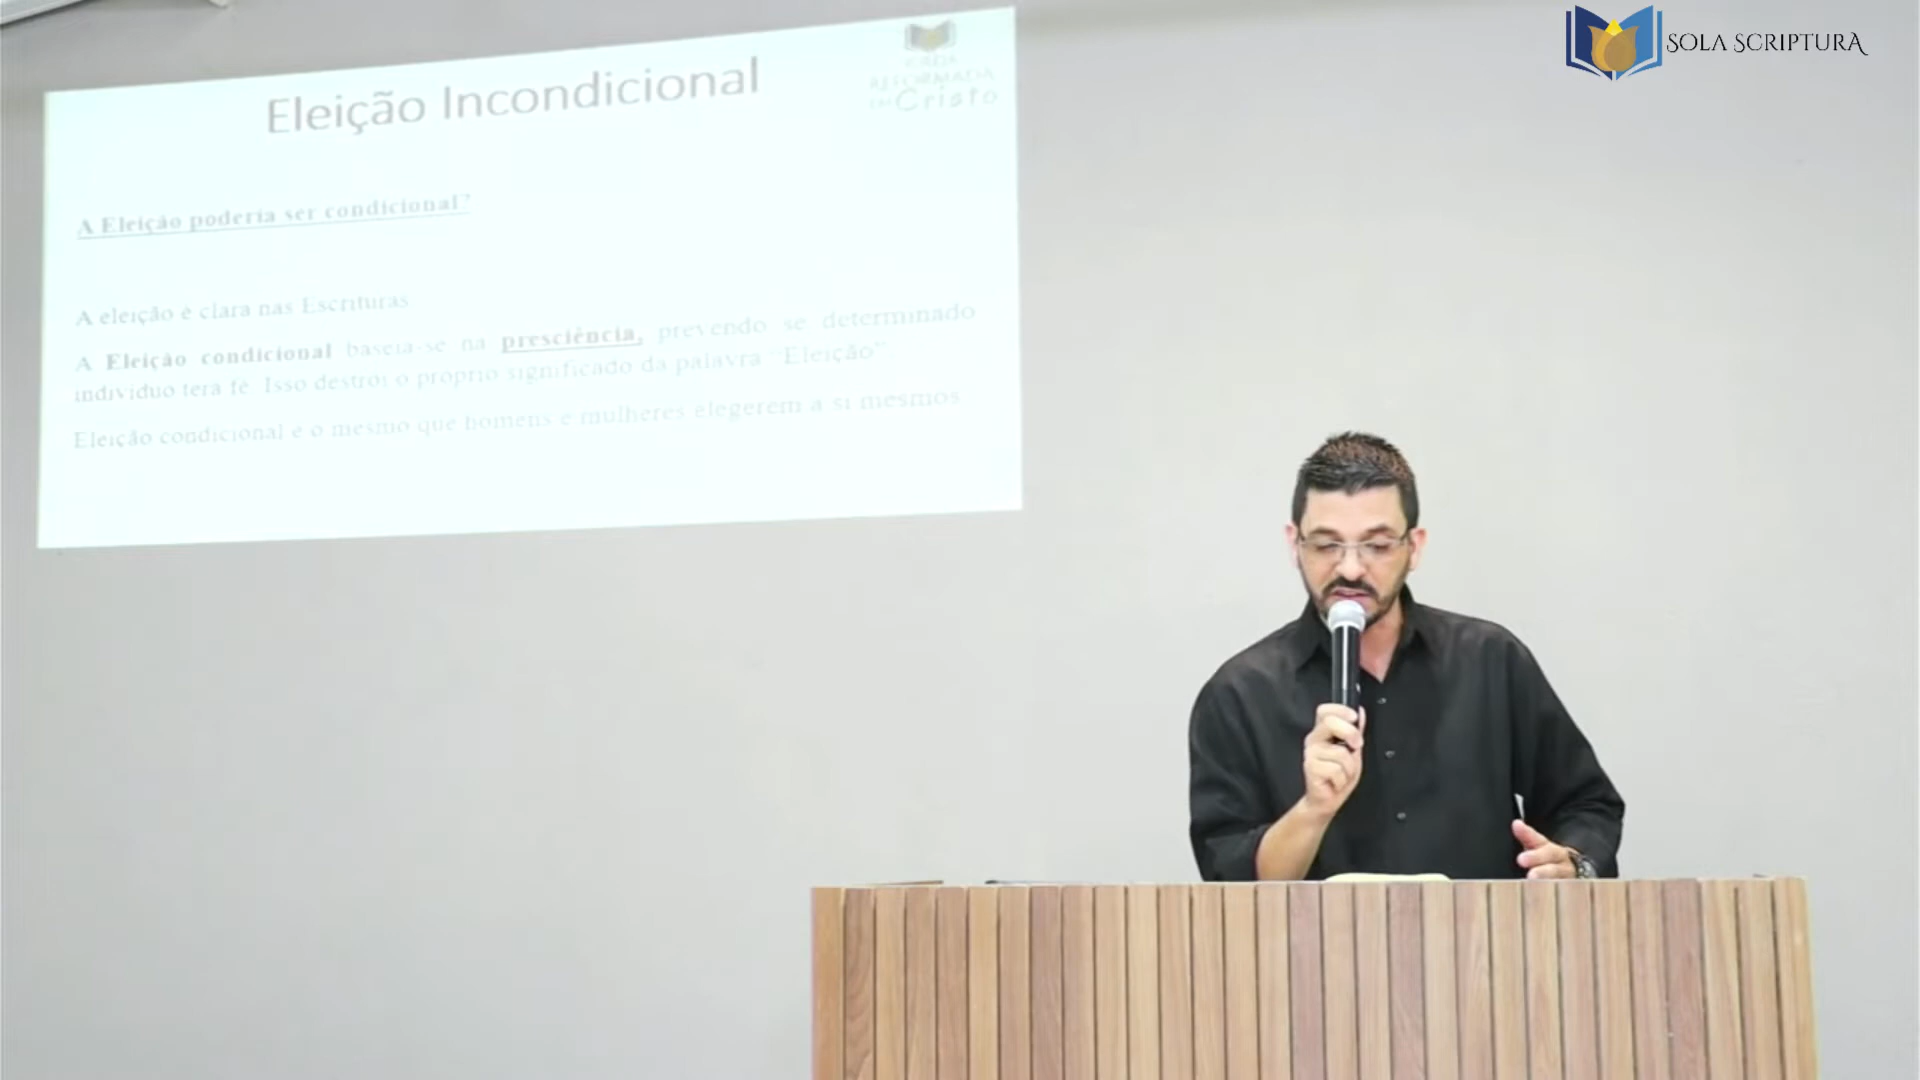 SOLA SCRIPTURA
Eleição Incondicional
REFORMADA
Cristo
A Eleição poderia ser condicional?
A eleição é clara nas Escrituras
A Eleição condicional baseia-se na presciência, prevendo se determinado
indivíduo terá fé. Isso destrói o próprio significado da palavra "Eleição".
Eleição condicional é o mesmo que homens e mulheres elegerem a si mesmos